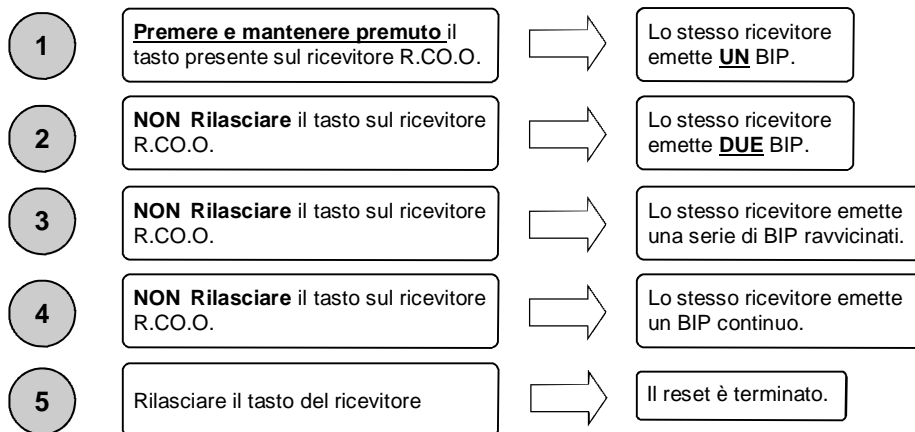 1
Premere e mantenere premuto il
tasto presente sul ricevitore R.CO.O.
Lo stesso ricevitore
emette UN BIP.
2
NON Rilasciare il tasto sul ricevitore
R.CO.O.
Lo stesso ricevitore
emette DUE BIP.
3
NON Rilasciare il tasto sul ricevitore
R.CO.O.
Lo stesso ricevitore emette
una serie di BIP ravvicinati.
4
NON Rilasciare il tasto sul ricevitore
R.CO.O.
Lo stesso ricevitore emette
un BIP continuo.
5
Rilasciare il tasto del ricevitore
Il reset è terminato.